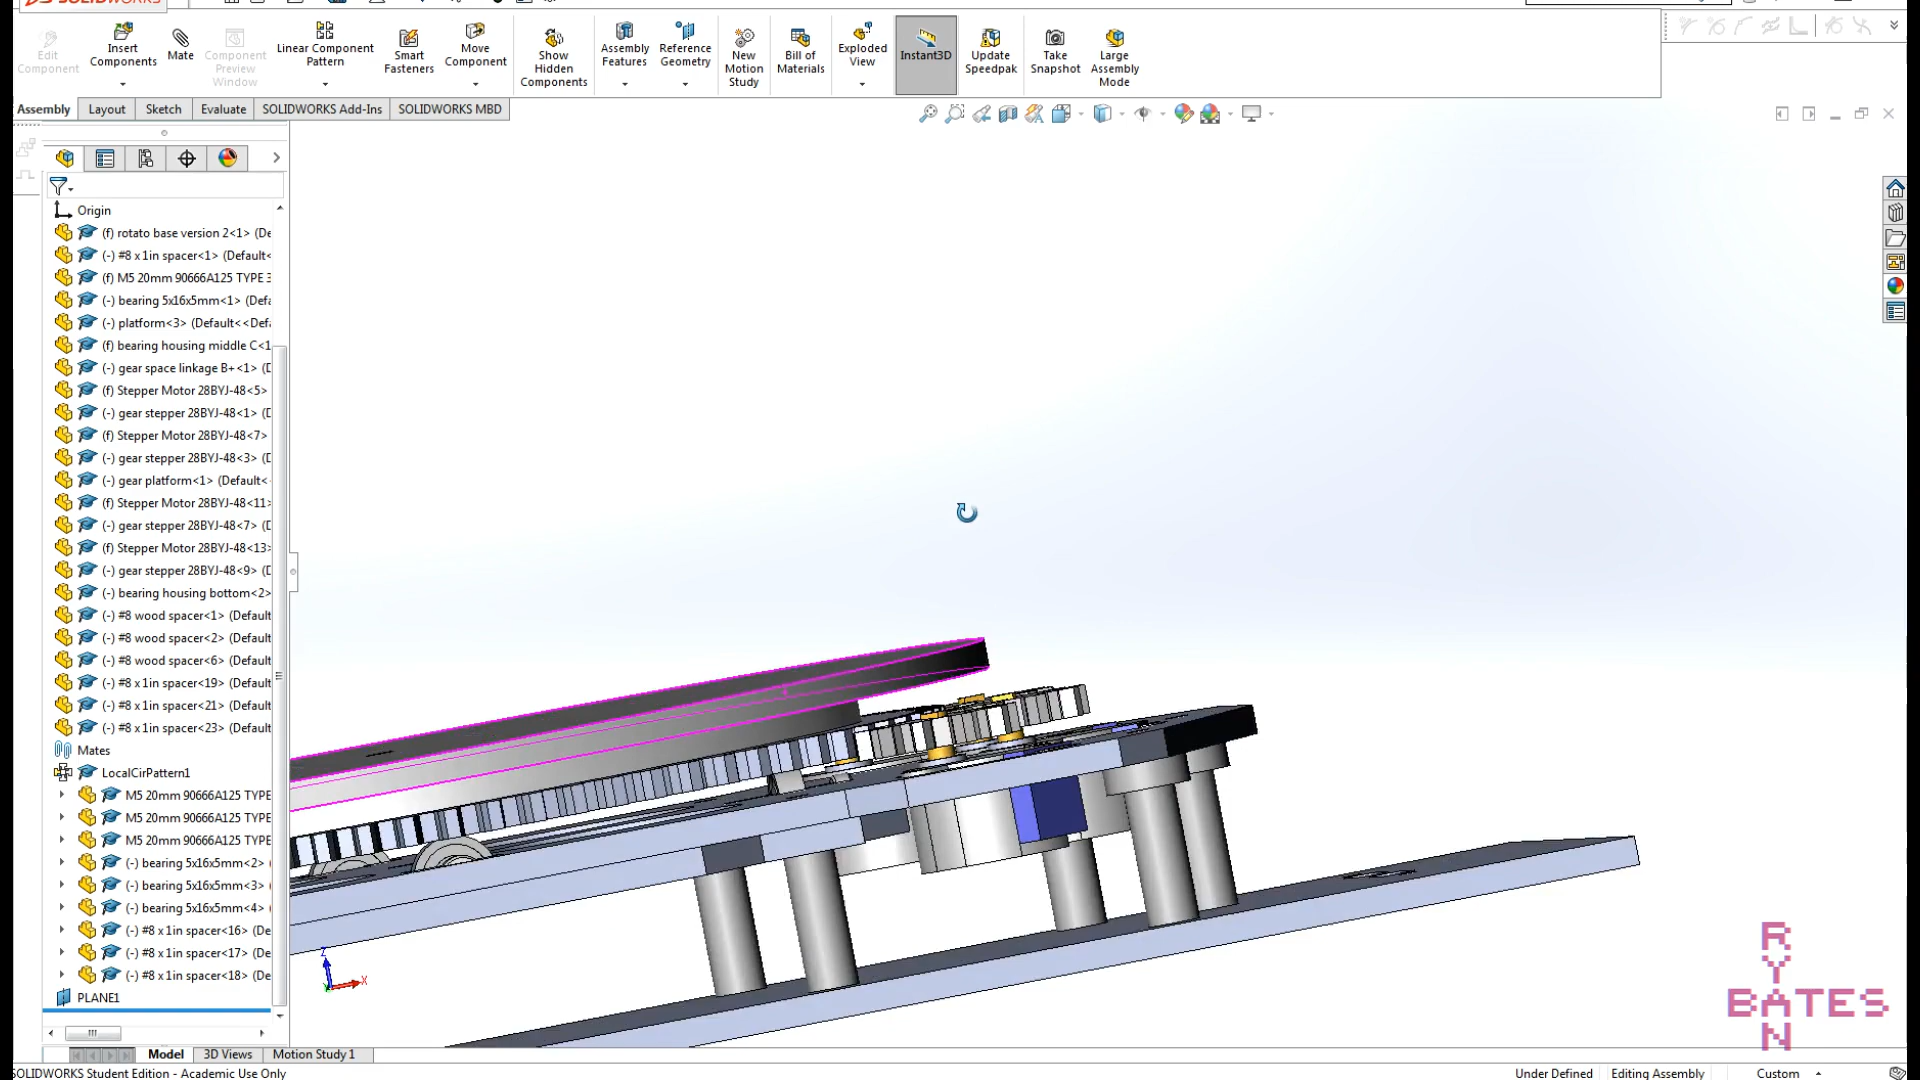 SOLIDWORKS
Edit Component
Insert Components
Mate
Component Preview Window
Linear Component Pattern
Smart Fasteners
Move Component
Show Hidden Components
Assembly Features
Reference Geometry
New Motion Study
Bill of Materials
Exploded View
Instant3D
Update Speedpak
Take Snapshot
Large Assembly Mode
Assembly Layout Sketch Evaluate SOLIDWORKS Add-Ins SOLIDWORKS MBD
Origin
(f) rotato base version 2<1> (De
(-) #8 x 1in spacer<1> (Default<
(f) M5 20mm 90666A125 TYPE 3
(-) bearing 5x16x5mm<1> (Defa
(-) platform<3> (Default<<Def
(f) bearing housing middle C<1
(-) gear space linkage B+<1> (D
(f) Stepper Motor 28BYJ-48<5>
(-) gear stepper 28BYJ-48<1> (D
(f) Stepper Motor 28BYJ-48<7>
(-) gear stepper 28BYJ-48<3> (D
(-) gear platform<1> (Default<
(f) Stepper Motor 28BYJ-48<11>
(-) gear stepper 28BYJ-48<7> (D
(f) Stepper Motor 28BYJ-48<13>
(-) gear stepper 28BYJ-48<9> (D
(-) bearing housing bottom<2>
(-) #8 wood spacer<1> (Default
(-) #8 wood spacer<2> (Default
(-) #8 wood spacer<6> (Default
(-) #8 x 1in spacer<19> (Default
(-) #8 x 1in spacer<21> (Default
(-) #8 x 1in spacer<23> (Default
Mates
LocalCirPattern1
M5 20mm 90666A125 TYPE
M5 20mm 90666A125 TYPE
M5 20mm 90666A125 TYPE
(-) bearing 5x16x5mm<2> (
(-) bearing 5x16x5mm<3> (
(-) bearing 5x16x5mm<4> (
(-) #8 x 1in spacer<16> (De
(-) #8 x 1in spacer<17> (De
(-) #8 x 1in spacer<18> (De
PLANE1
Z
Y X
RYAN
BATES
Model 3D Views Motion Study 1
SOLIDWORKS Student Edition - Academic Use Only
Under Defined Editing Assembly Custom